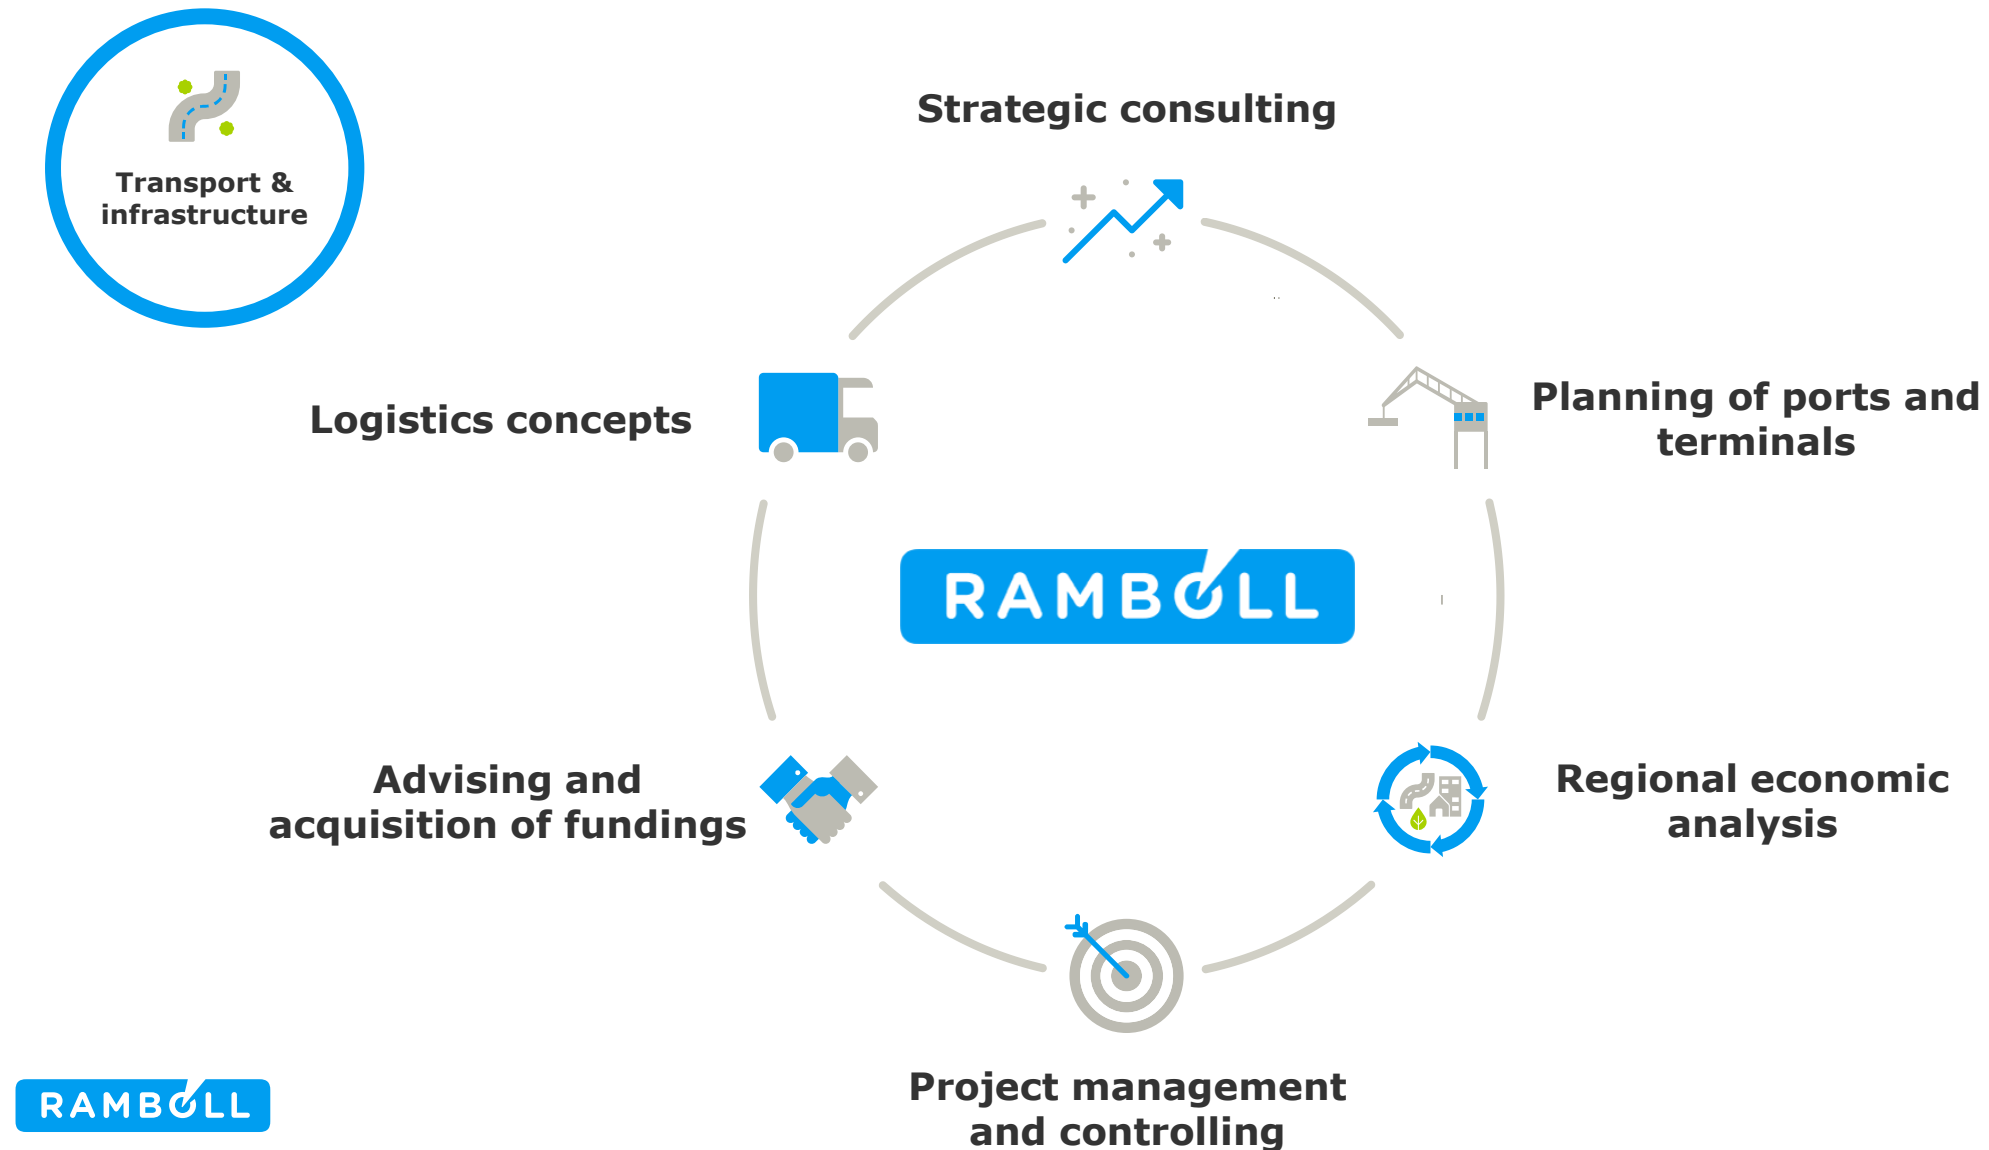 Transport &
infrastructure
Strategic consulting
Logistics concepts
Planning of ports and
terminals
RAMBOLL
Advising and
acquisition of fundings
Regional economic
analysis
Project management
and controlling
RAMBOLL